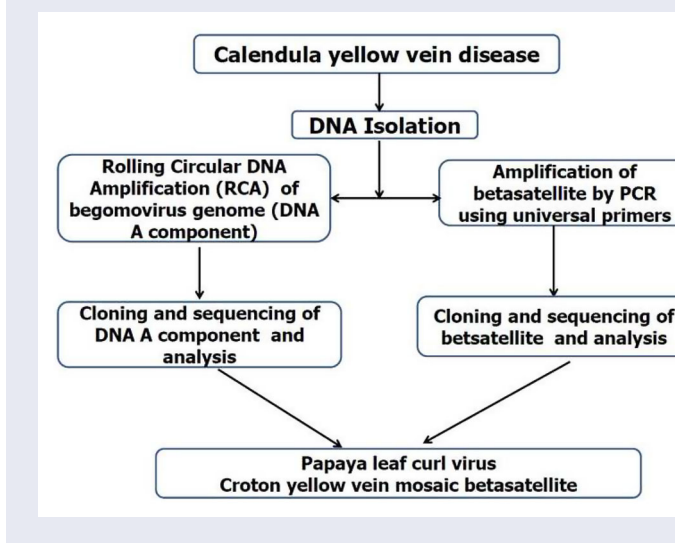 Calendula yellow vein disease
DNA Isolation
Rolling Circular DNA
Amplification (RCA) of
begomovirus genome (DNA
A component)
Amplification of
betasatellite by PCR
using universal primers
Cloning and sequencing of
DNA A component and
analysis
Cloning and sequencing of
betsatellite and analysis
Papaya leaf curl virus
Croton yellow vein mosaic betasatellite